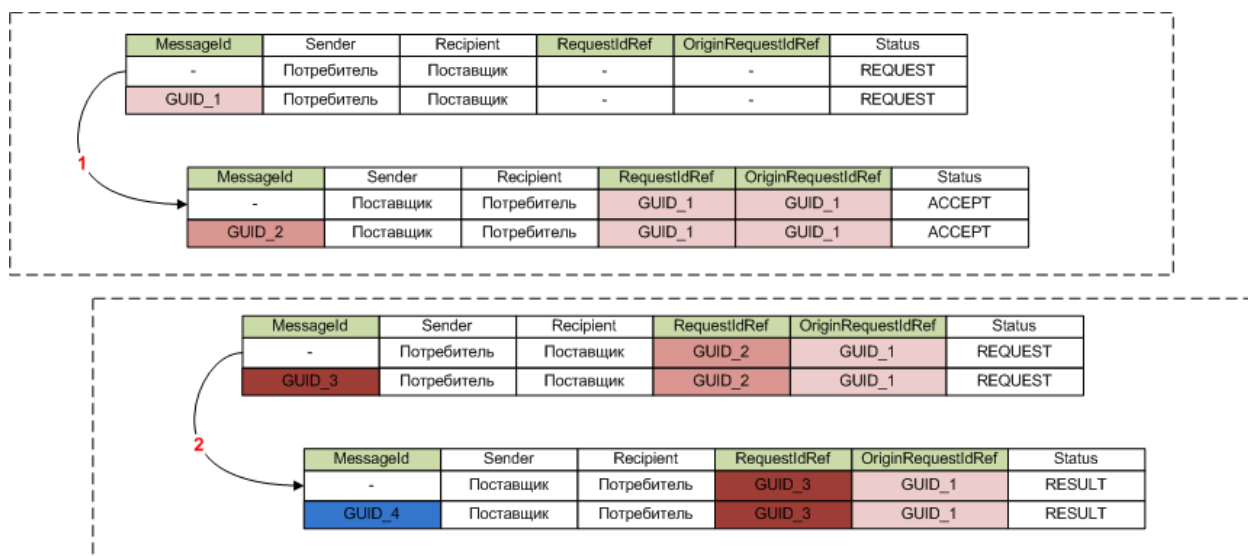 MessageId Sender Recipient RequestIdRef OriginRequestIdRef Status
- Потребитель Поставщик - - REQUEST
GUID_1 Потребитель Поставщик - - REQUEST
1
MessageId Sender Recipient RequestIdRef OriginRequestIdRef Status
- Поставщик Потребитель GUID_1 GUID_1 ACCEPT
GUID_2 Поставщик Потребитель GUID_1 GUID_1 ACCEPT
MessageId Sender Recipient RequestIdRef OriginRequestIdRef Status
- Потребитель Поставщик GUID_2 GUID_1 REQUEST
GUID_3 Потребитель Поставщик GUID_2 GUID_1 REQUEST
2
MessageId Sender Recipient RequestIdRef OriginRequestIdRef Status
- Поставщик Потребитель GUID_3 GUID_1 RESULT
GUID_4 Поставщик Потребитель GUID_3 GUID_1 RESULT